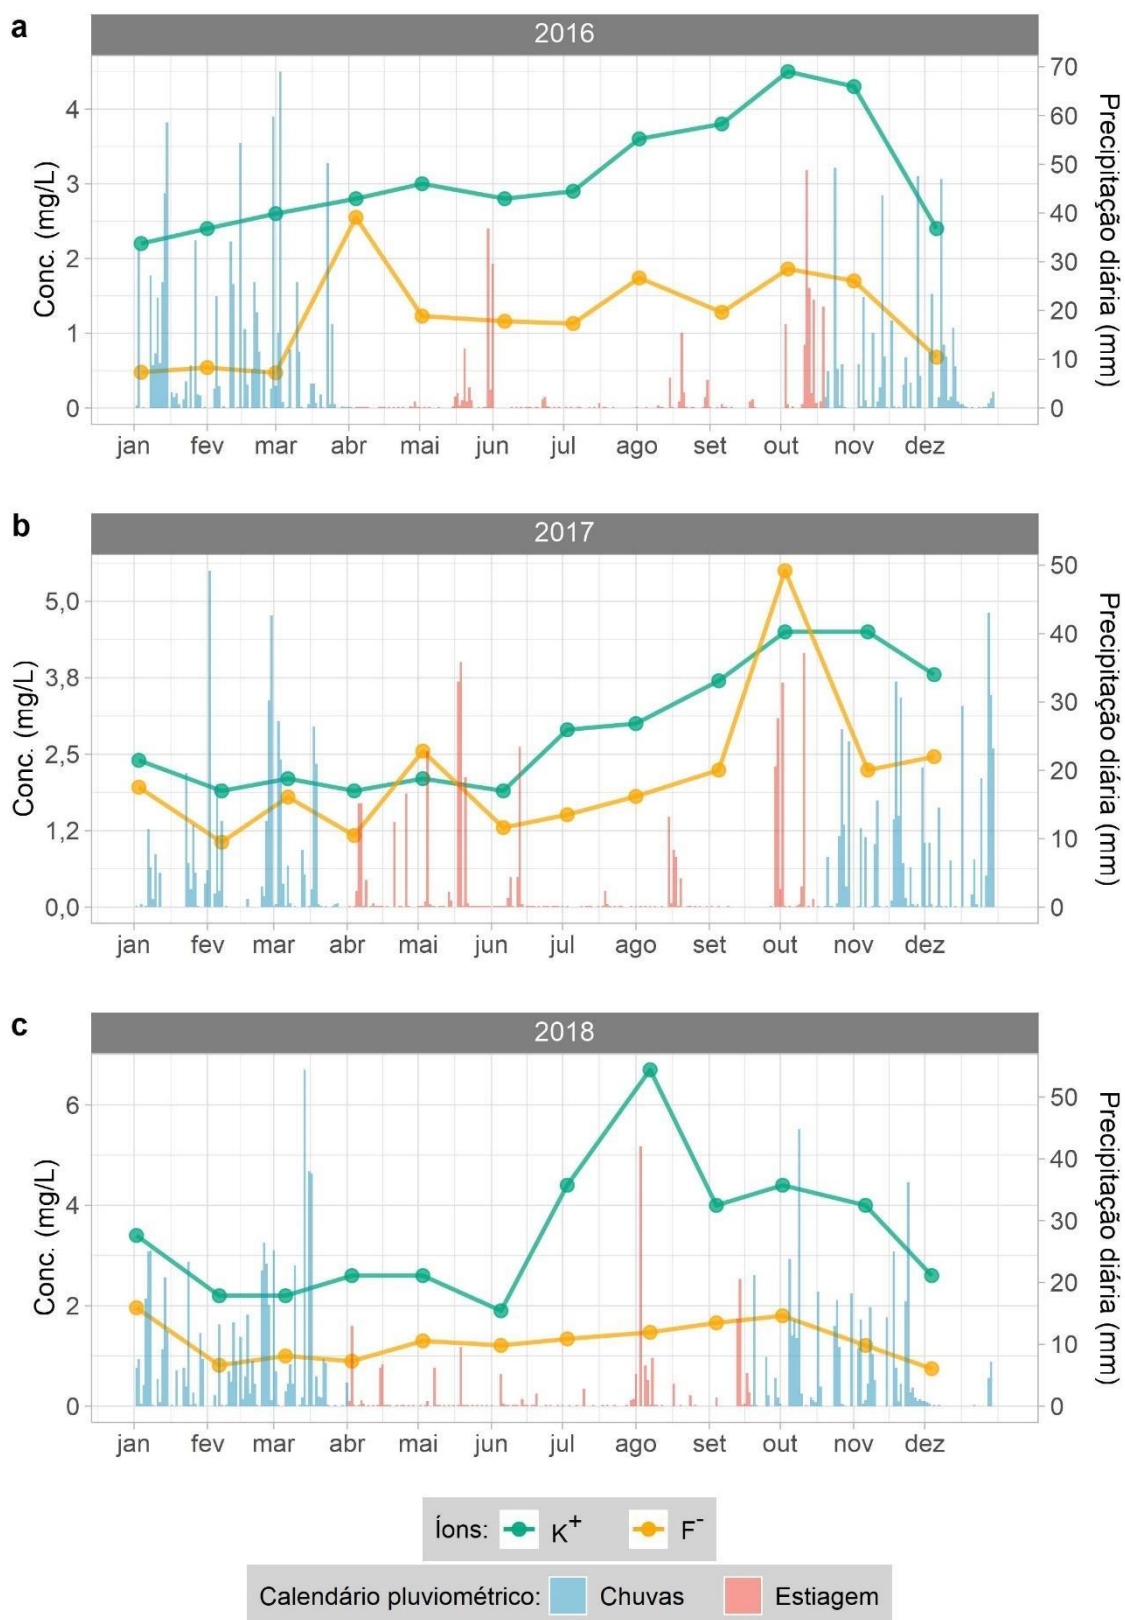 a
2016
Conc. (mg/L)
4
3
2
1
0
70
60
50
40
30
20
10
0
Precipitação diária (mm)
jan fev mar abr mai jun jul ago set out nov dez
b
2017
Conc. (mg/L)
5,0
3,8
2,5
1,2
0,0
50
40
30
20
10
0
Precipitação diária (mm)
jan fev mar abr mai jun jul ago set out nov dez
c
2018
Conc. (mg/L)
6
4
2
0
50
40
30
20
10
0
Precipitação diária (mm)
jan fev mar abr mai jun jul ago set out nov dez
Íons: K⁺ F⁻
Calendário pluviométrico: Chuvas Estiagem